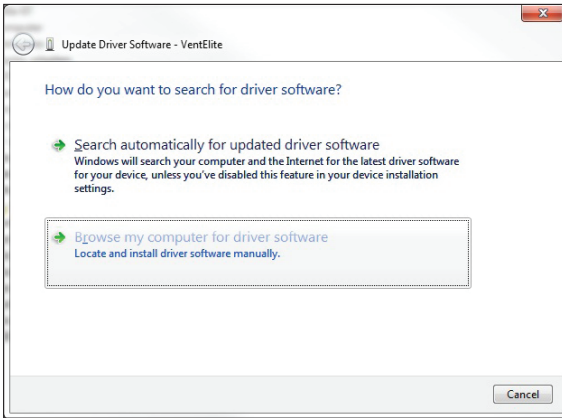 Update Driver Software - VentElite
How do you want to search for driver software?
Search automatically for updated driver software
Windows will search your computer and the Internet for the latest driver software
for your device, unless you've disabled this feature in your device installation
settings.
Browse my computer for driver software
Locate and install driver software manually.
Cancel